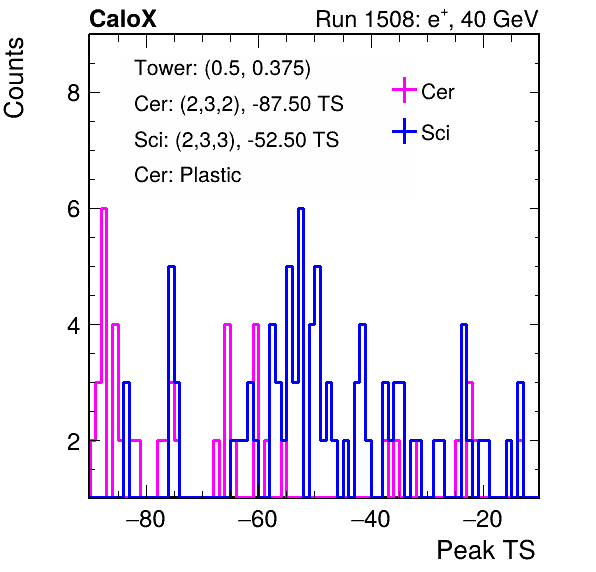 CaloX Run 1508: e⁺, 40 GeV
Counts
Tower: (0.5, 0.375)
Cer: (2,3,2), -87.50 TS
Sci: (2,3,3), -52.50 TS
Cer: Plastic
Cer
Sci
8
6
4
2
−80 −60 −40 −20
Peak TS